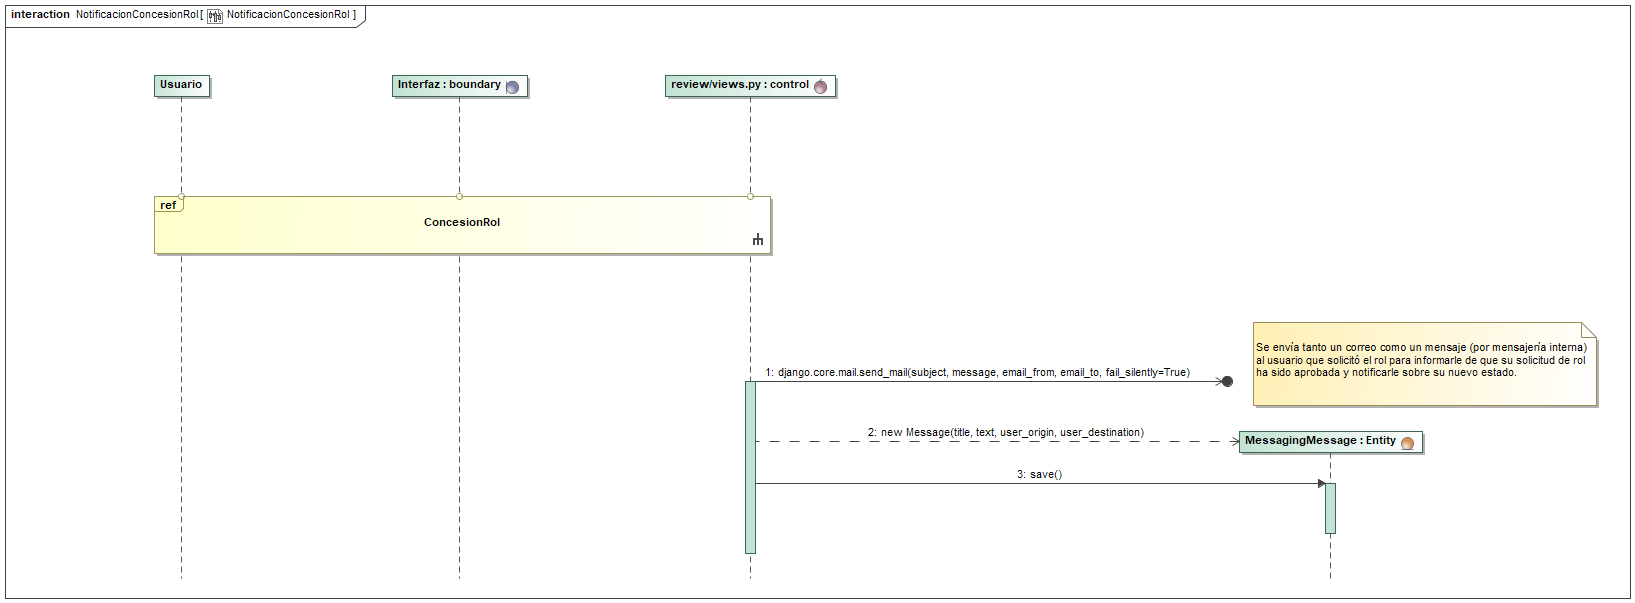 interaction NotificacionConcesionRol[ NotificacionConcesionRol ]
Usuario
Interfaz : boundary
review/views.py : control
ref
ConcesionRol
Se envía tanto un correo como un mensaje (por mensajería interna)
al usuario que solicitó el rol para informarle de que su solicitud de rol
ha sido aprobada y notificarle sobre su nuevo estado.
1: django.core.mail.send_mail(subject, message, email_from, email_to, fail_silently=True)
2: new Message(title, text, user_origin, user_destination)
MessagingMessage : Entity
3: save()